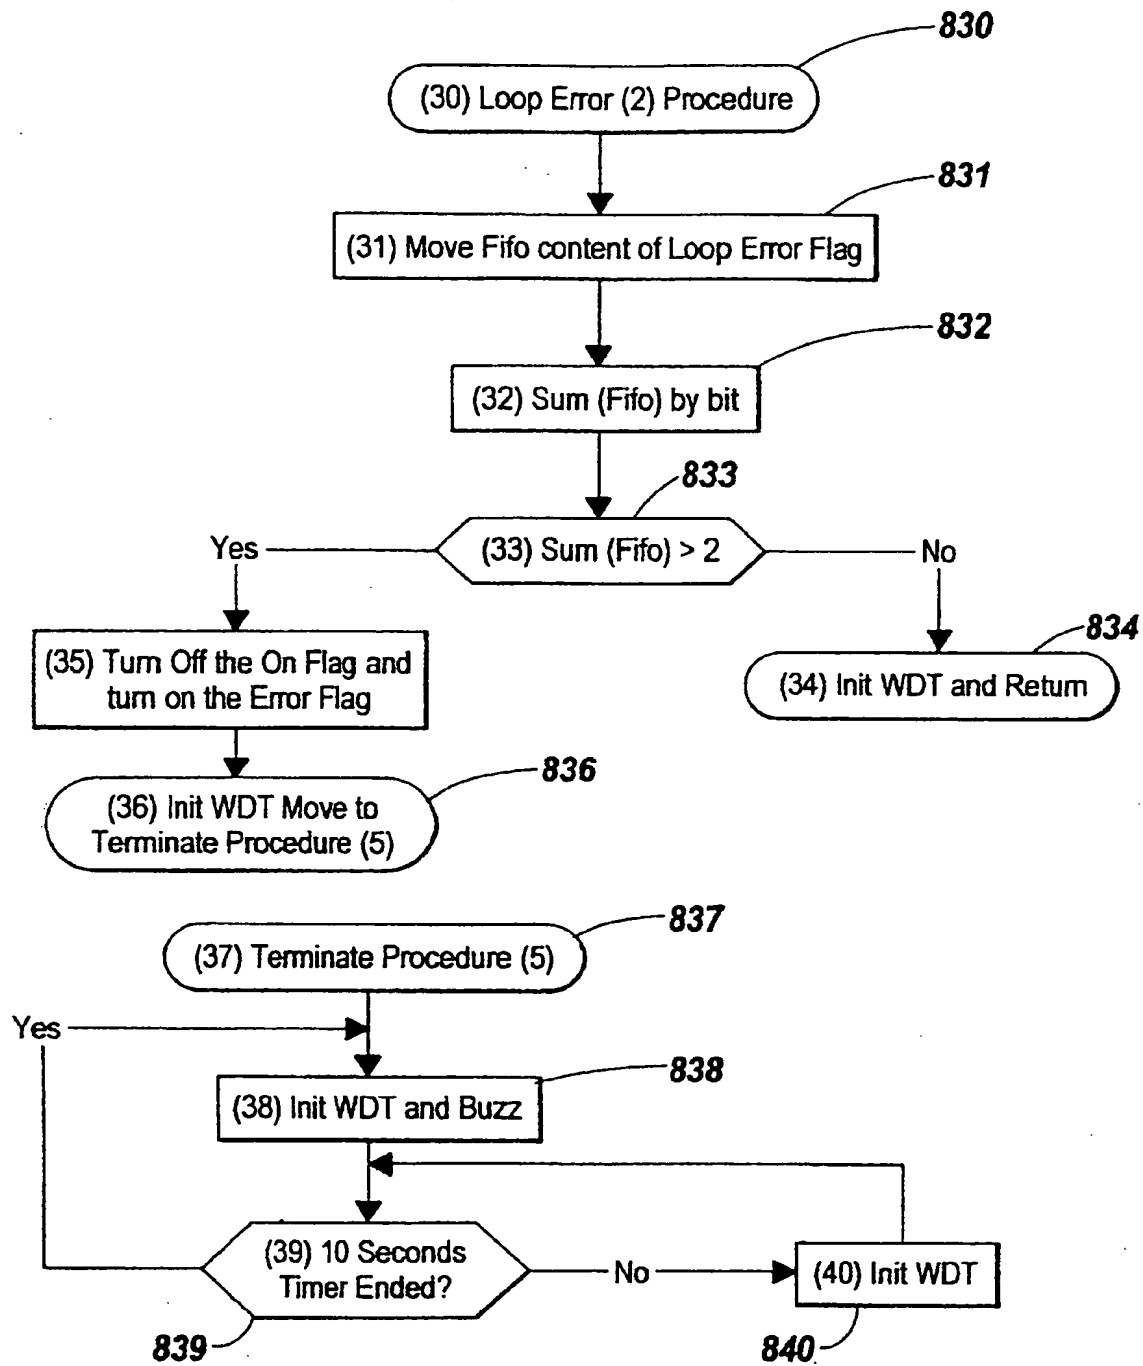 830
(30) Loop Error (2) Procedure
831
(31) Move Fifo content of Loop Error Flag
832
(32) Sum (Fifo) by bit
833
(33) Sum (Fifo) > 2
Yes
No
834
(35) Turn Off the On Flag and
turn on the Error Flag
(34) Init WDT and Return
836
(36) Init WDT Move to
Terminate Procedure (5)
837
(37) Terminate Procedure (5)
Yes
838
(38) Init WDT and Buzz
(39) 10 Seconds
Timer Ended?
No
(40) Init WDT
839
840